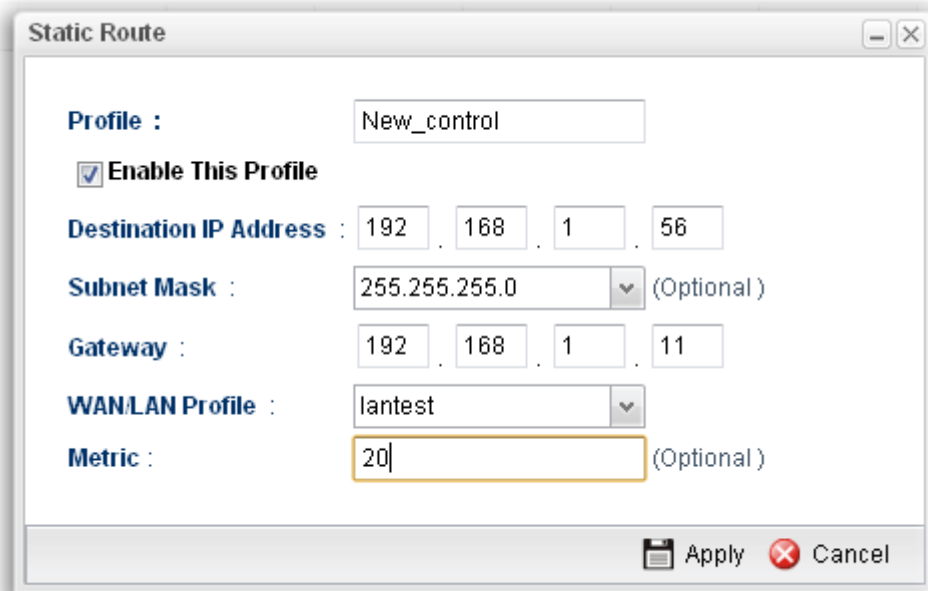 Static Route
Profile :
New_control
Enable This Profile
Destination IP Address : 192 . 168 . 1 . 56
Subnet Mask : 255.255.255.0 (Optional )
Gateway : 192 . 168 . 1 . 11
WAN/LAN Profile : lantest
Metric : 20 (Optional )
Apply Cancel